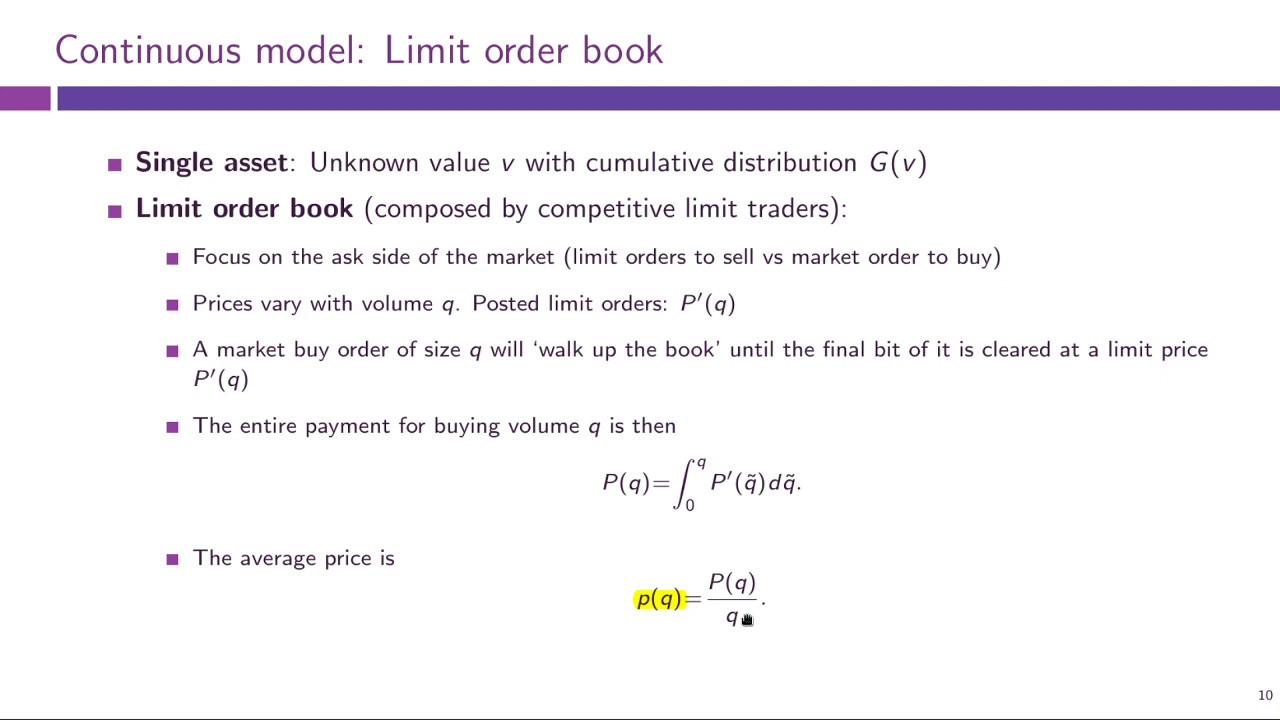 Continuous model: Limit order book
Single asset: Unknown value v with cumulative distribution G(v)
Limit order book (composed by competitive limit traders):
Focus on the ask side of the market (limit orders to sell vs market order to buy)
Prices vary with volume q. Posted limit orders: P′(q)
A market buy order of size q will ‘walk up the book’ until the final bit of it is cleared at a limit price
P′(q)
The entire payment for buying volume q is then
P(q)=∫₀^q P′(q̃)dq̃.
The average price is
p(q)=P(q)/q.
10